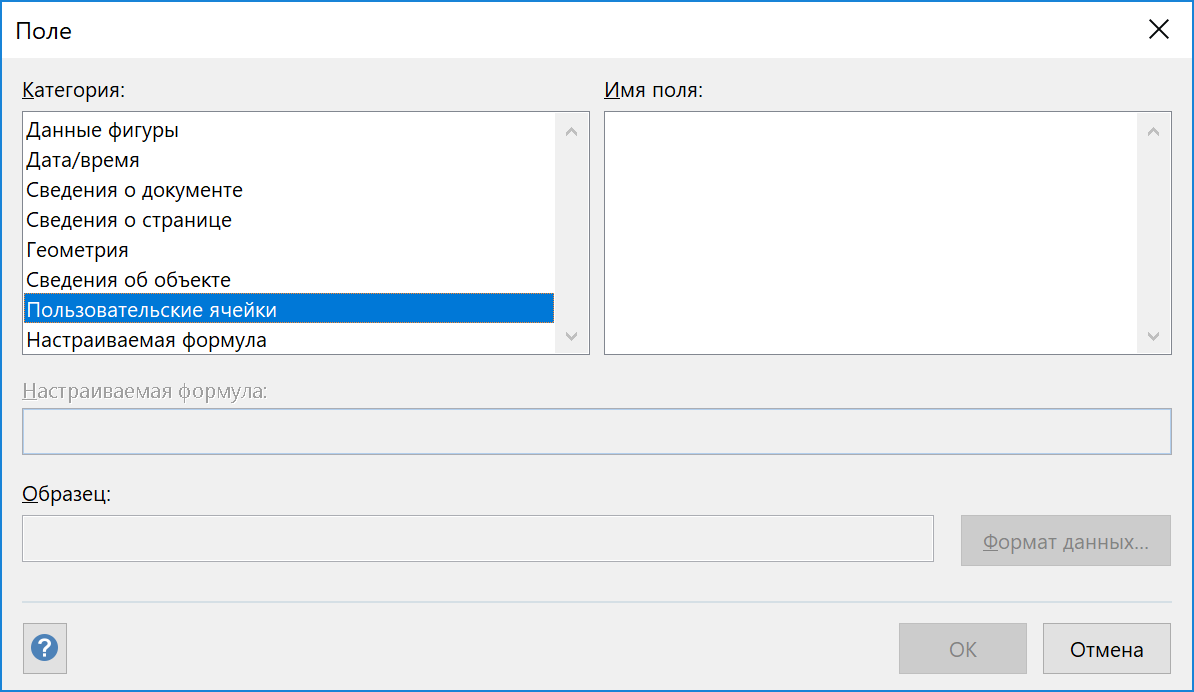 Поле
Категория:
Данные фигуры
Дата/время
Сведения о документе
Сведения о странице
Геометрия
Сведения об объекте
Пользовательские ячейки
Настраиваемая формула
Имя поля:
Настраиваемая формула:
Образец:
Формат данных...
?
ОК
Отмена